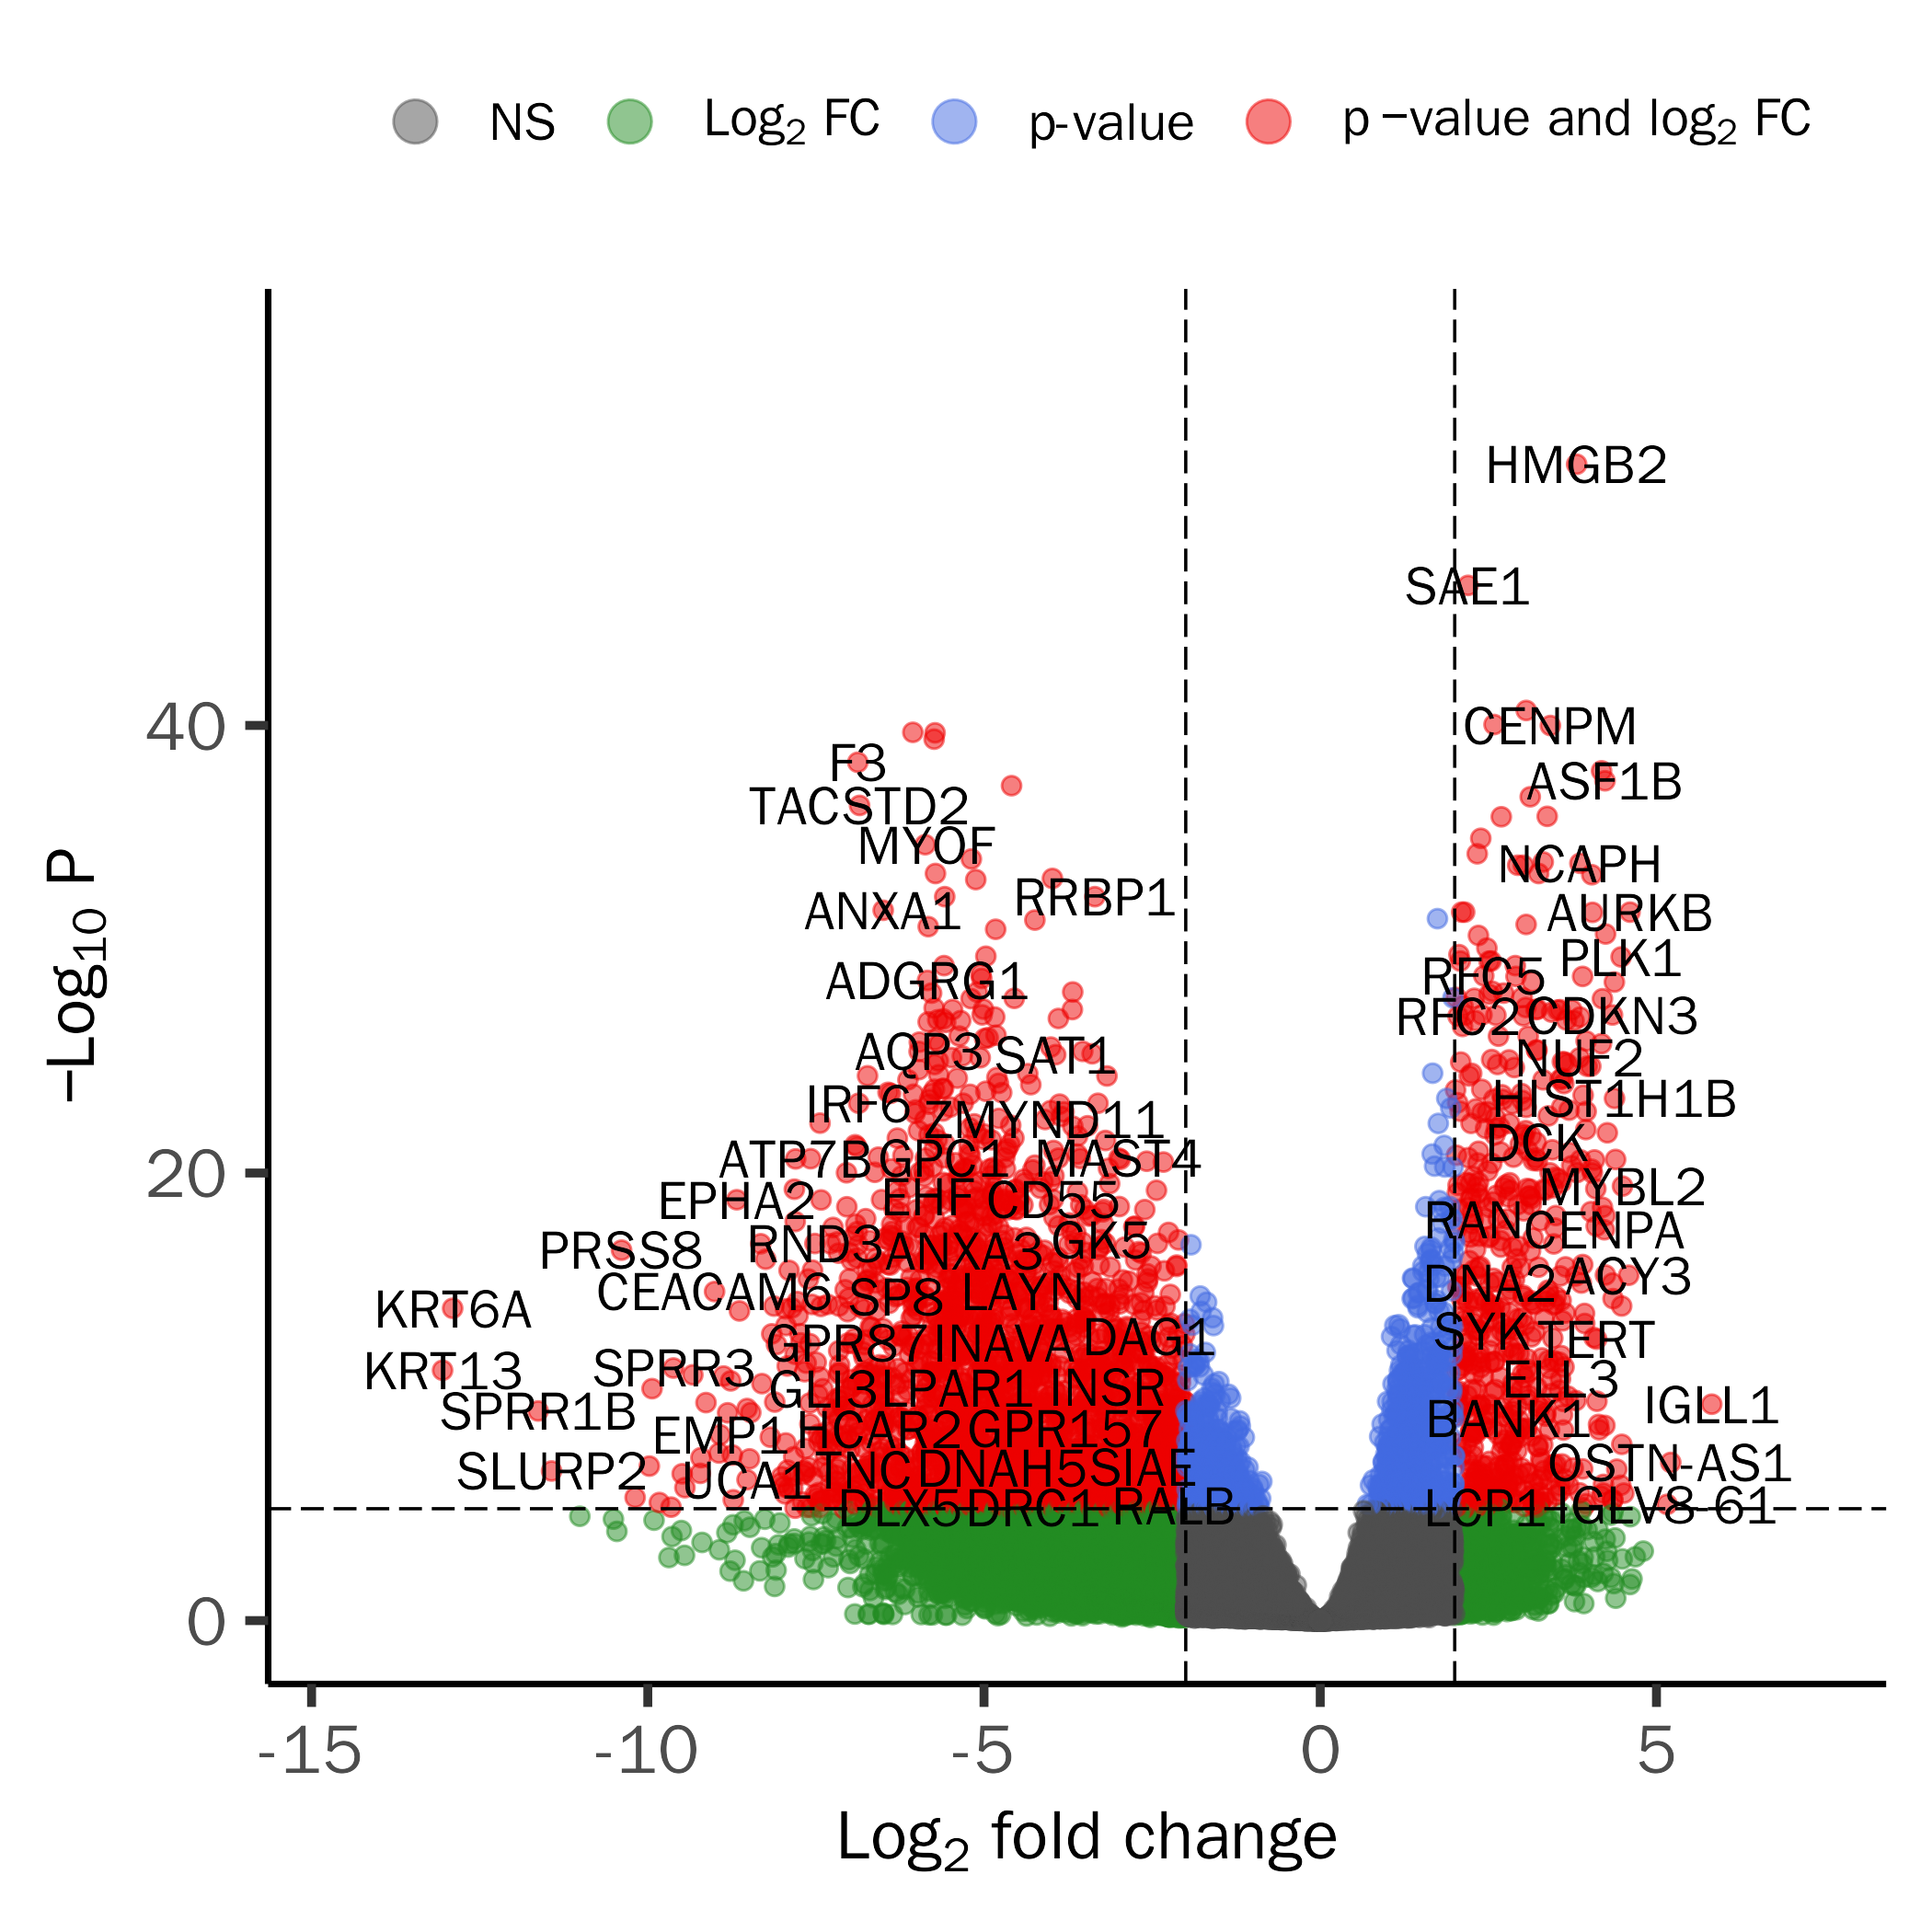 NS Log2 FC p-value p −value and log2 FC
HMGB2
SAE1
40
CENPM
F3
ASF1B
TACSTD2
MYOF
NCAPH
RRBP1
ANXA1
AURKB
PLK1
RFC5
ADGRG1
RFC2 CDKN3
AQP3 SAT1
NUF2
IRF6
HIST1H1B
ZMYND11
DCK
20
ATP7B GPC1 MAST4
MYBL2
EPHA2 EHF CD55
RAN CENPA
PRSS8 RND3 ANXA3 GK5
DNA2 ACY3
CEACAM6 SP8 LAYN
KRT6A
SYK TERT
GPR87 INAVA DAG1
KRT13 SPRR3
ELL3
GLI3 LPAR1 INSR
SPRR1B
IGLL1
BANK1
EMP1 HCAR2 GPR157
SLURP2 UCA1 TNC DNAH5 SIAE
OSTN-AS1
DLX5 DRC1 RALB
LCP1 IGLV8-61
0
−Log10 P
-15 -10 -5 0 5
Log2 fold change